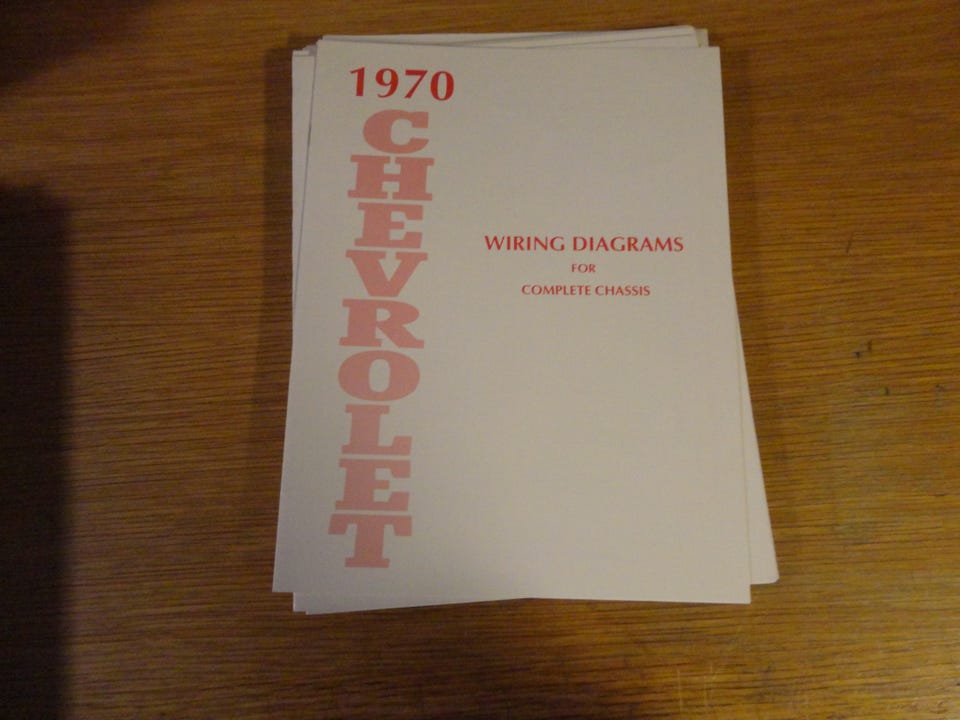 1970
CHEVROLET
WIRING DIAGRAMS
FOR
COMPLETE CHASSIS